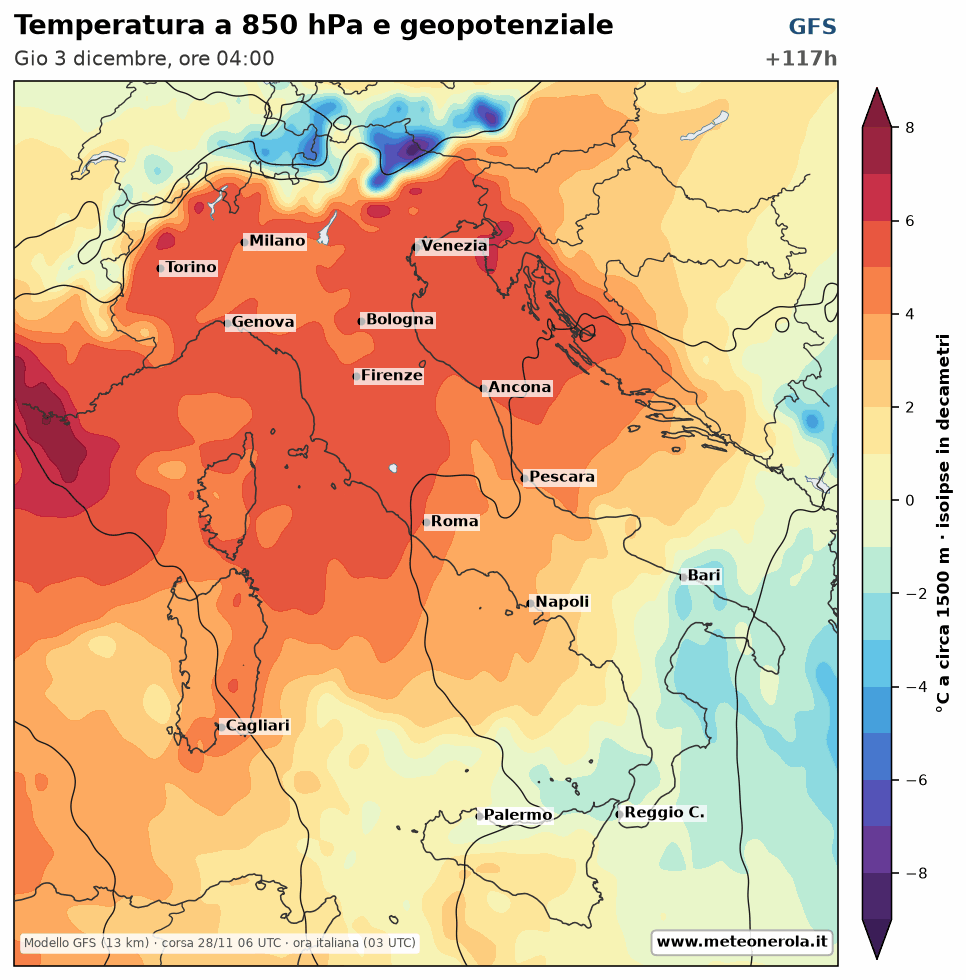 Temperatura a 850 hPa e geopotenziale
GFS
Gio 3 dicembre, ore 04:00
+117h
Milano
Venezia
Torino
Genova
Bologna
Firenze
Ancona
Pescara
Roma
Bari
Napoli
Cagliari
Palermo
Reggio C.
8
6
4
2
0
−2
−4
−6
−8
°C a circa 1500 m · isoipse in decametri
Modello GFS (13 km) · corsa 28/11 06 UTC · ora italiana (03 UTC)
www.meteonerola.it